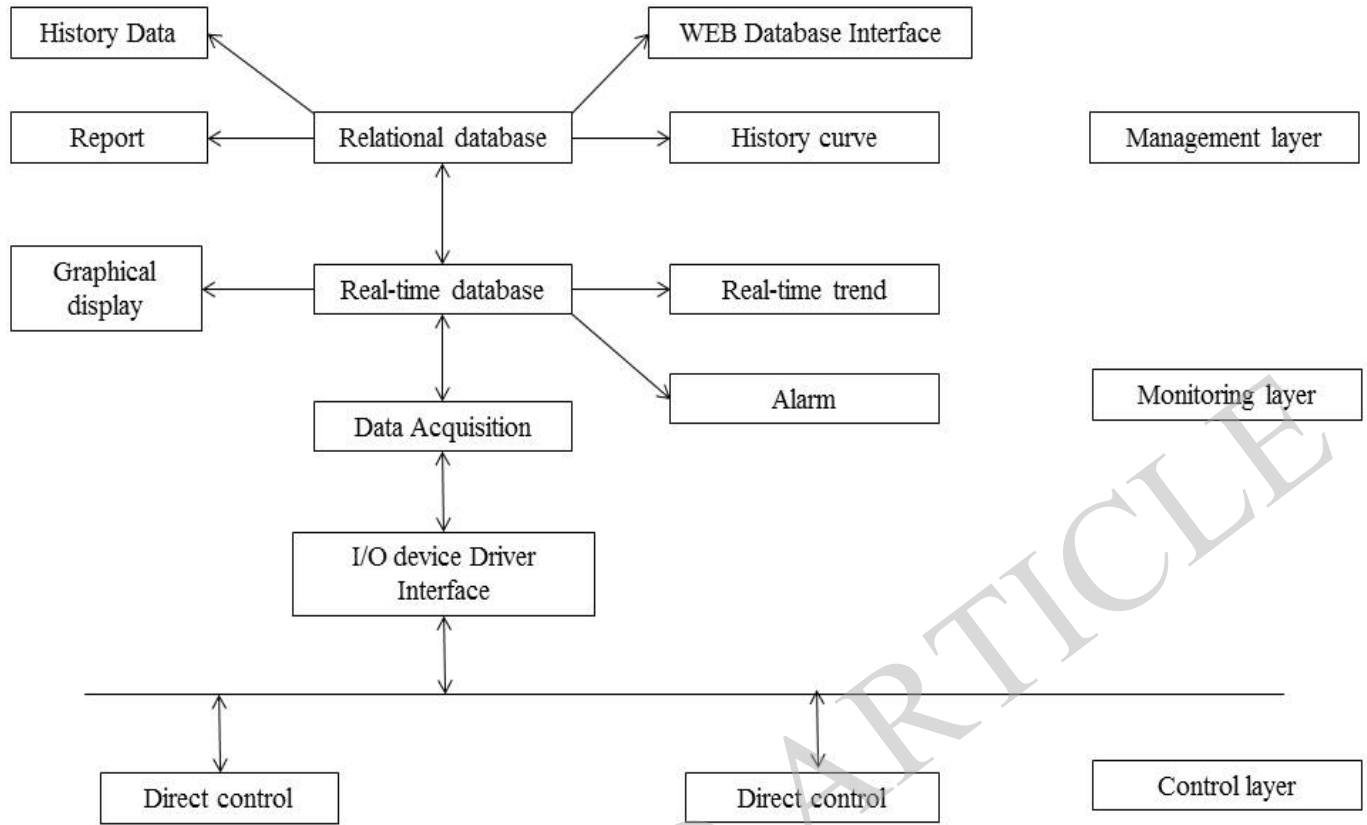 History Data
WEB Database Interface
Report
Relational database
History curve
Management layer
Graphical
display
Real-time database
Real-time trend
Alarm
Monitoring layer
Data Acquisition
I/O device Driver
Interface
Direct control
Direct control
Control layer
ARTICLE